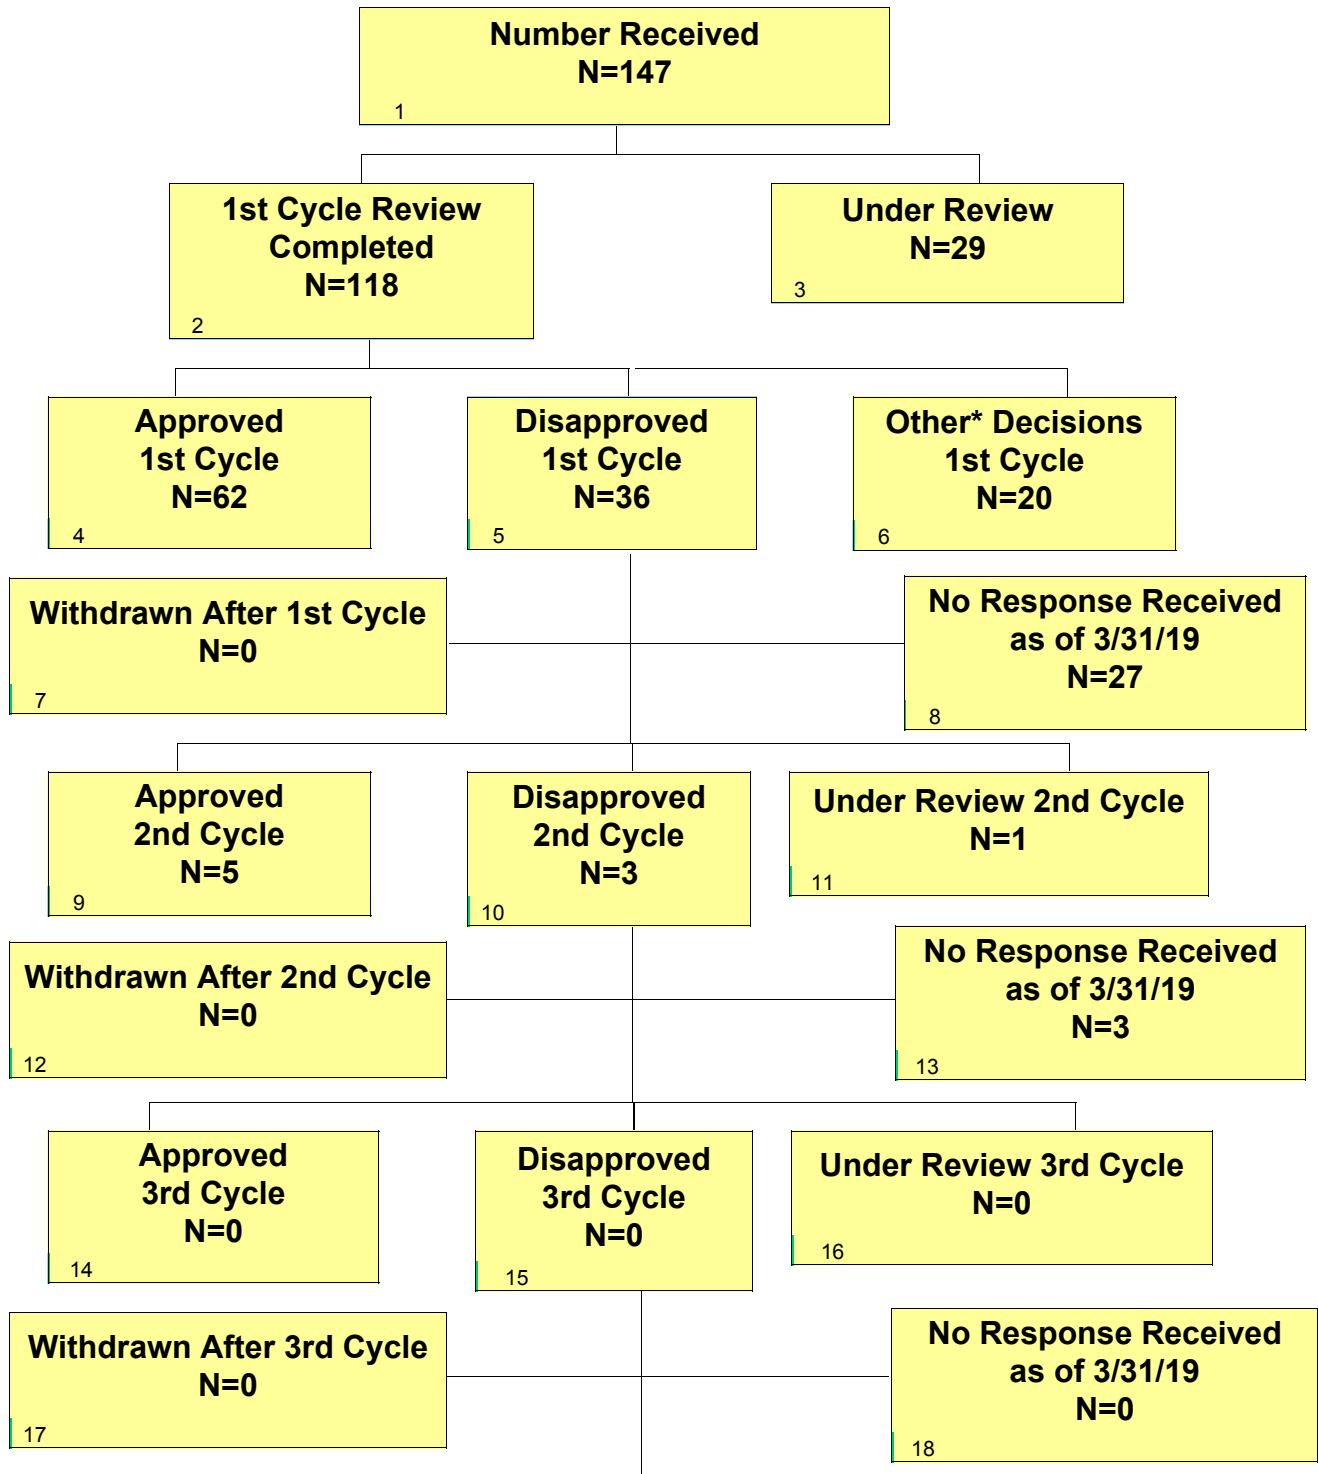 Number Received
N=147
1
1st Cycle Review
Completed
N=118
2
Under Review
N=29
3
Approved
1st Cycle
N=62
4
Disapproved
1st Cycle
N=36
5
Other* Decisions
1st Cycle
N=20
6
Withdrawn After 1st Cycle
N=0
7
No Response Received
as of 3/31/19
N=27
8
Approved
2nd Cycle
N=5
9
Disapproved
2nd Cycle
N=3
10
Under Review 2nd Cycle
N=1
11
Withdrawn After 2nd Cycle
N=0
12
No Response Received
as of 3/31/19
N=3
13
Approved
3rd Cycle
N=0
14
Disapproved
3rd Cycle
N=0
15
Under Review 3rd Cycle
N=0
16
Withdrawn After 3rd Cycle
N=0
17
No Response Received
as of 3/31/19
N=0
18